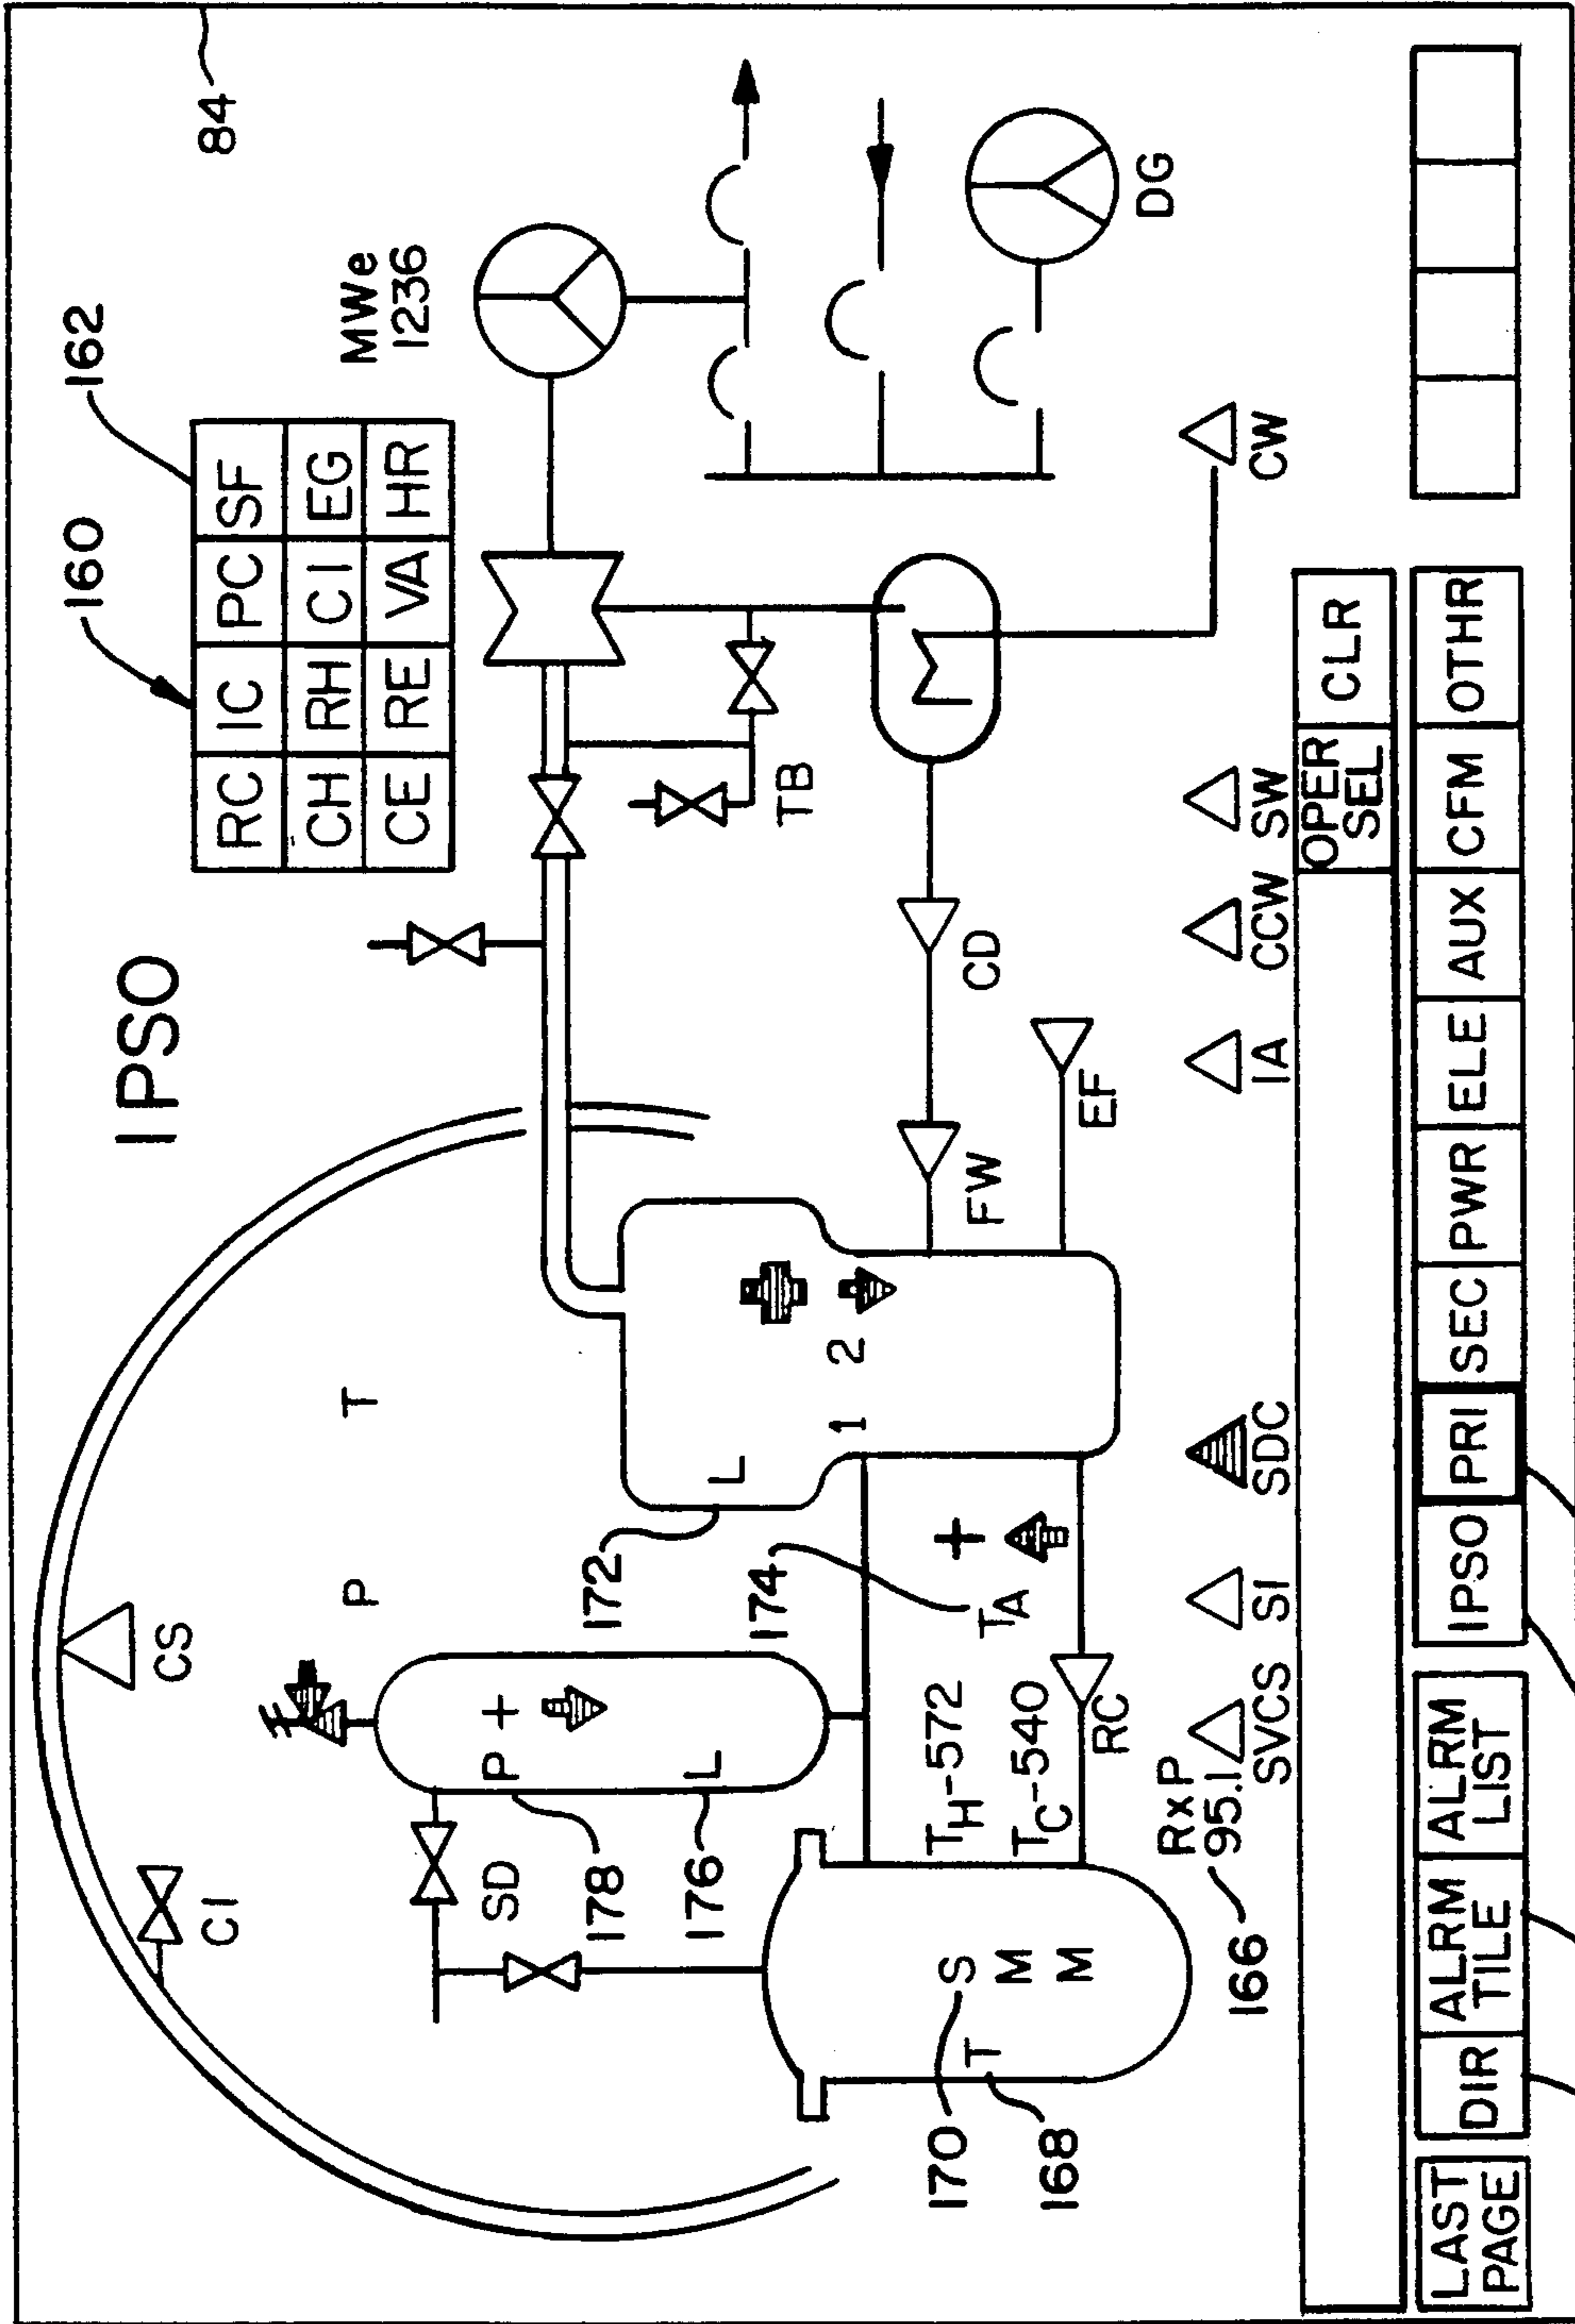 IPSO
84
160
162
RC IC PC SF
CH RH CI EG
CE RE VA HR
MWe
1236
CI
CS
P T
SD
P +
178
L
176
172
L
1 2
TB
174
TA +
TH-572
TC-540
RC
FW
CD
EF
DG
CW
S
M
M
T
170
168
RxP
95.1
166
SVCS
SI
SDC
IA
CCW
SW
OPER
SEL
CLR
LAST
PAGE
DIR
ALRM
TILE
ALRM
LIST
IPSO PRI SEC PWR ELE AUX CFM OTHR